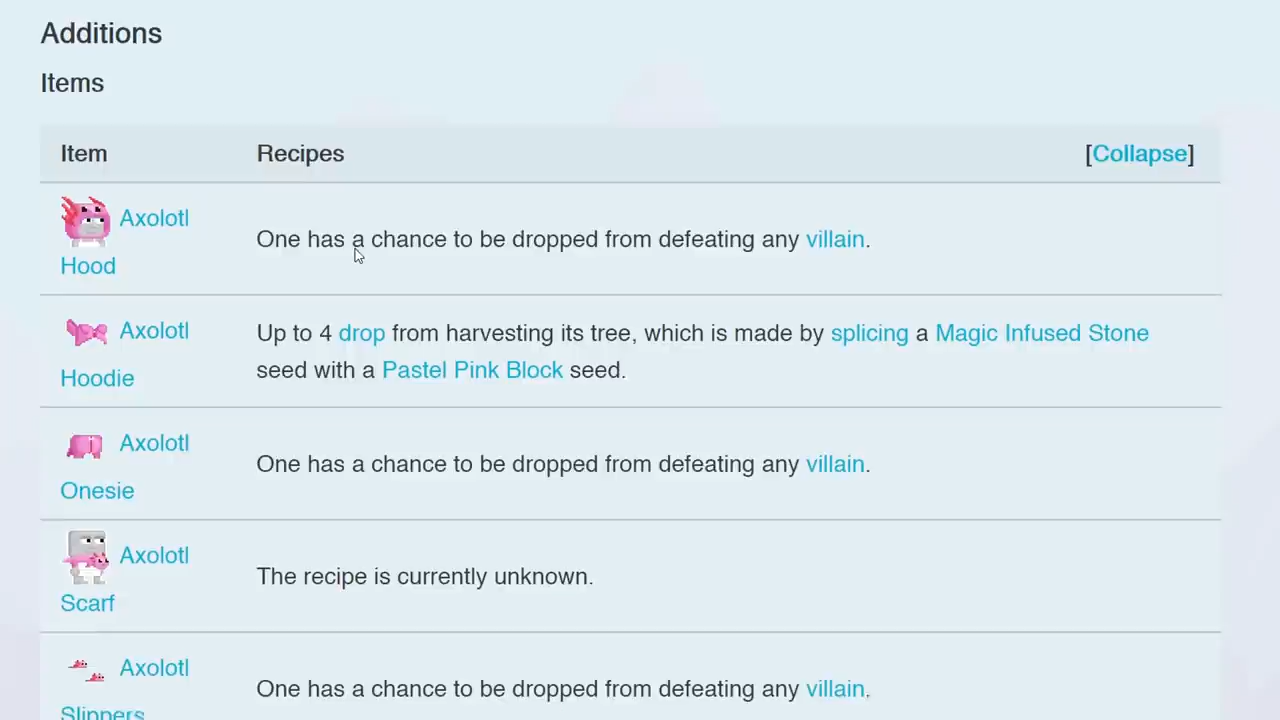 Additions
Items
Item Recipes [Collapse]
Axolotl
Hood
One has a chance to be dropped from defeating any villain.
Axolotl
Hoodie
Up to 4 drop from harvesting its tree, which is made by splicing a Magic Infused Stone
seed with a Pastel Pink Block seed.
Axolotl
Onesie
One has a chance to be dropped from defeating any villain.
Axolotl
Scarf
The recipe is currently unknown.
Axolotl
Slippers
One has a chance to be dropped from defeating any villain.